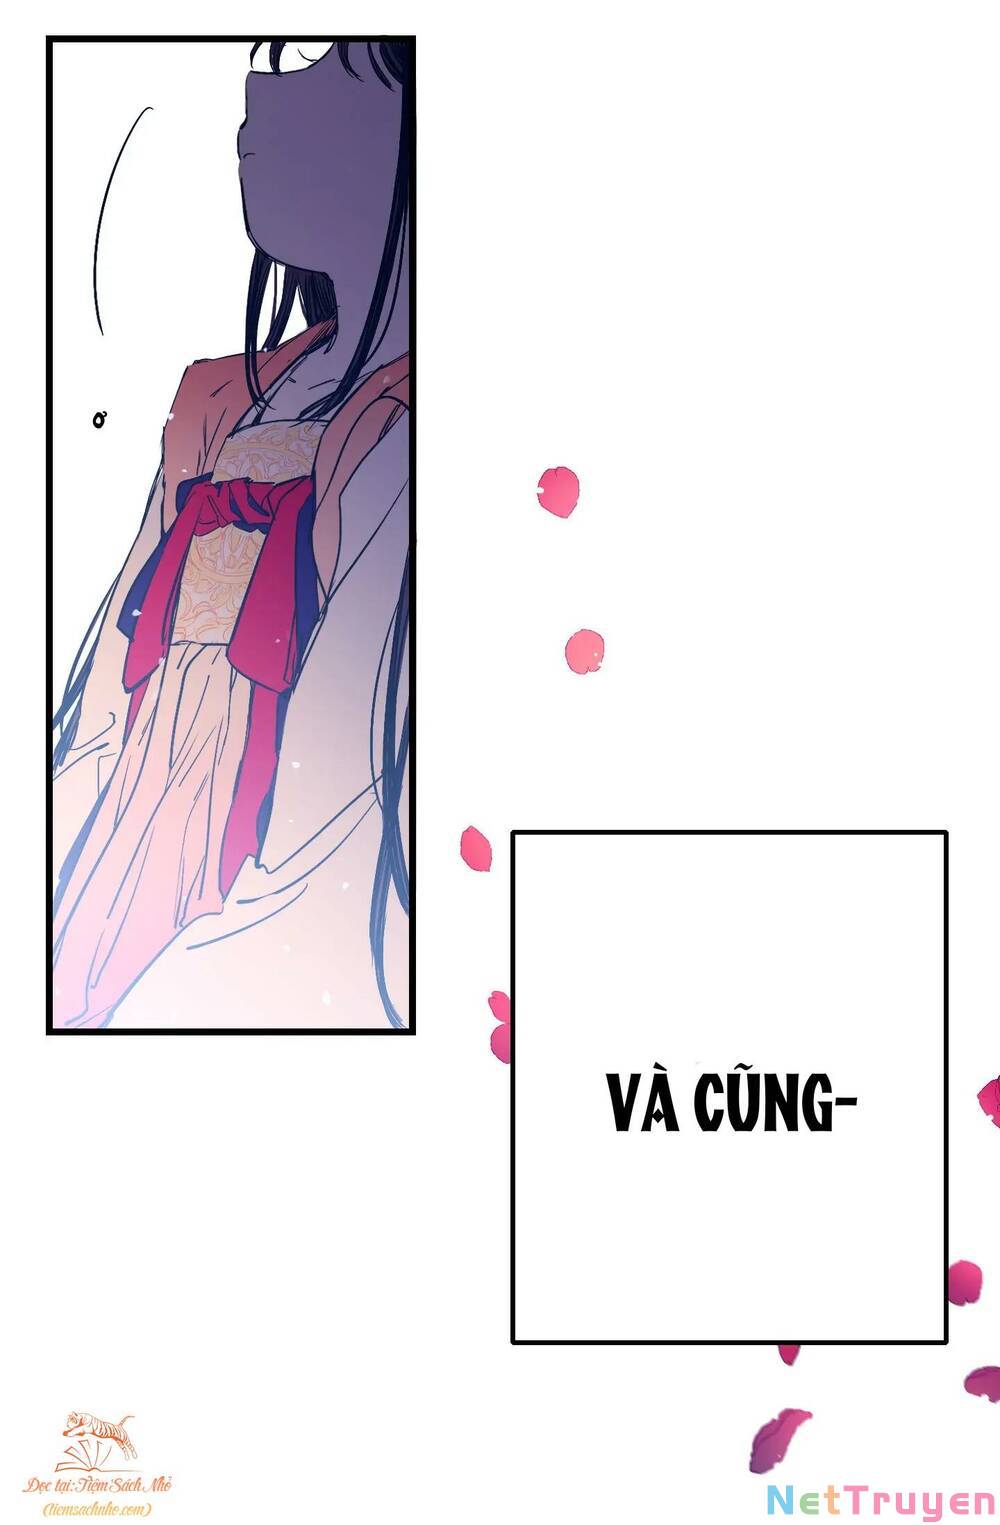 Ơ
VÀ CŨNG-
Đọc tại: Tiệm Sách Nhỏ
(tiemsachnho.com)
NetTruyen